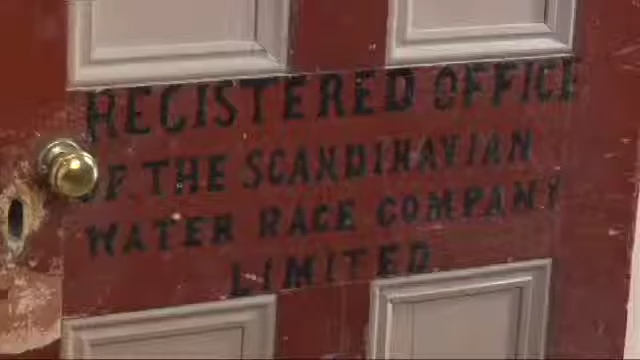 REGISTERED OFFICE
OF THE SCANDINAVIAN
WATER RACE COMPANY
LIMITED